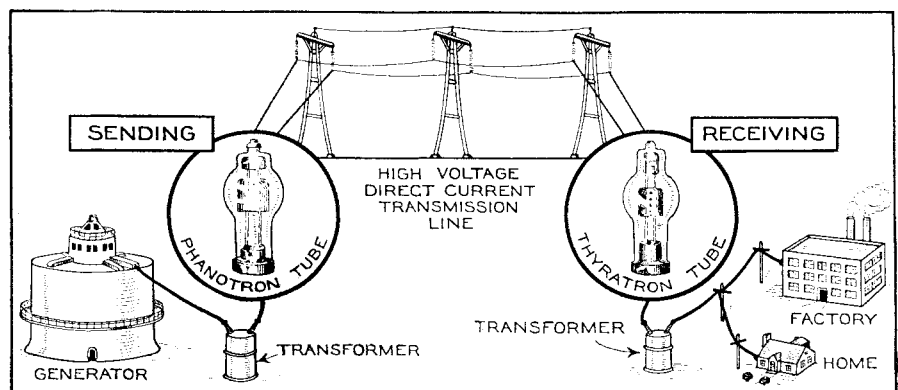 SENDING
RECEIVING
HIGH VOLTAGE
DIRECT CURRENT
TRANSMISSION
LINE
PHANOTRON TUBE
THYRATRON TUBE
GENERATOR
TRANSFORMER
TRANSFORMER
FACTORY
HOME